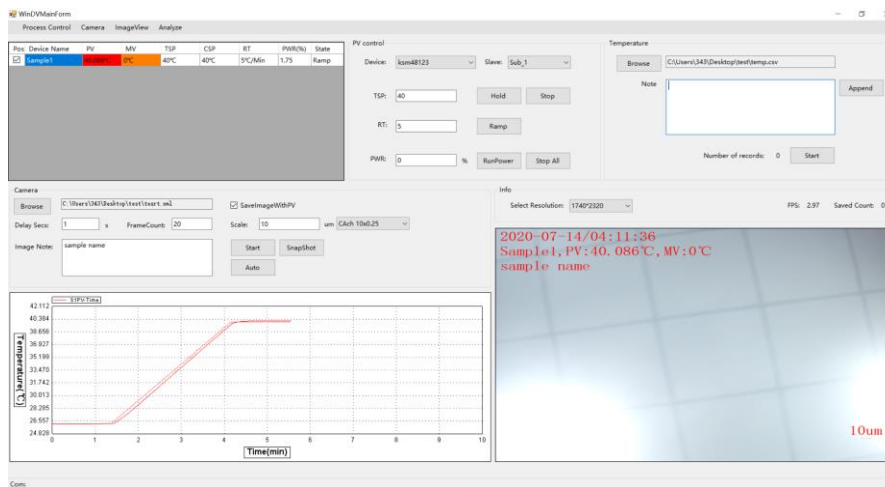 WinDVMainForm
Process Control Camera ImageView Analyze
Pos Device Name PV MV TSP CSP RT PWR(%) State
Sample1 0℃ 40℃ 40℃ 5℃/Min 1.75 Ramp
PV control
Device: ksm48123 Slave: Sub_1
TSP: 40 Hold Stop
RT: 5 Ramp
PWR: 0 % RunPower Stop All
Temperature
Browse C:\Users\343\Desktop\test\temp.csv
Note Append
Number of records: 0 Start
Camera
Browse C:\Users\343\Desktop\test\tsart.xml SaveImageWithPV
Delay Secs: 1 s FrameCount: 20 Scale: 10 um CAch 10x0.25
Image Note: sample name Start SnapShot
Auto
Info
Select Resolution: 1740*2320 FPS: 2.97 Saved Count: 0
2020-07-14/04:11:36
Sample1,PV:40.086℃,MV:0℃
sample name
10um
S1PV-Time
Temperature(℃)
42.112
40.384
38.656
36.927
35.199
33.470
31.742
30.013
28.285
26.557
24.828
0 1 2 3 4 5 6 7 8 9 10
Time(min)
Com: